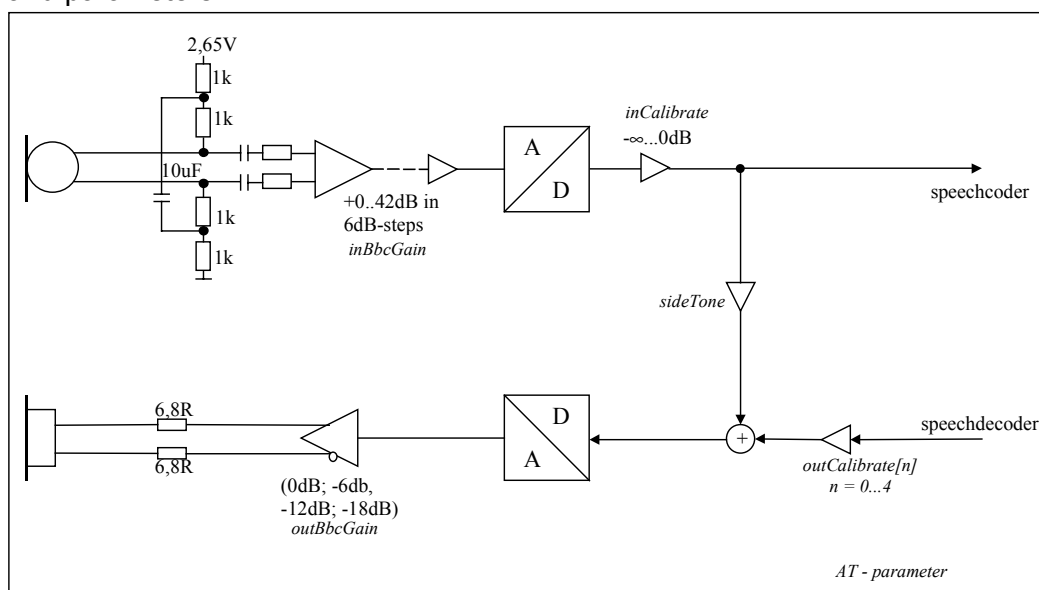 2,65V
1k
1k
10uF
1k
1k
+0..42dB in
6dB-steps
inBbcGain
A
D
inCalibrate
-∞...0dB
speechcoder
sideTone
6,8R
6,8R
(0dB; -6db,
-12dB; -18dB)
outBbcGain
D
A
+
speechdecoder
outCalibrate[n]
n = 0...4
AT - parameter